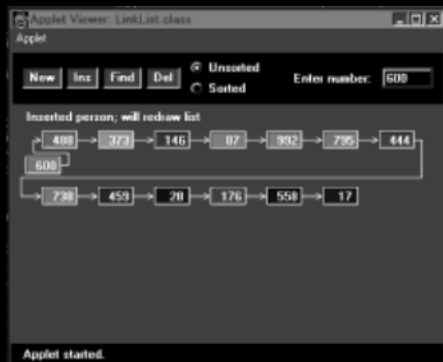 Applet Viewer: LinkList.class
Applet
New Ins Find Del Unsorted Sorted Enter number: 600
Inserted person; will redraw list
488 373 146 87 992 795 444
600
738 459 28 176 558 17
Applet started.